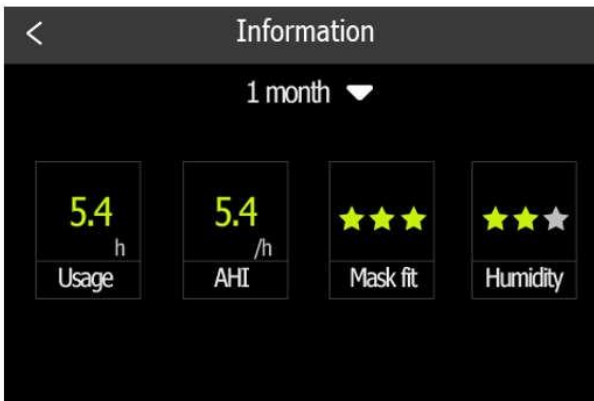 Information
1 month
5.4 h
5.4 /h
Usage
AHI
Mask fit
Humidity